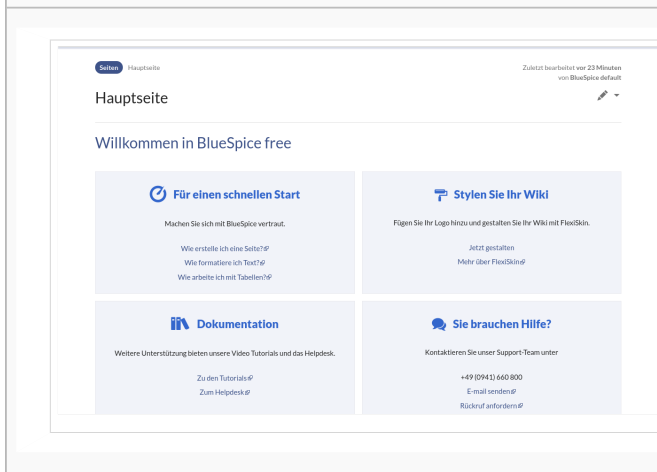 Seiten Hauptseite
Zuletzt bearbeitet vor 23 Minuten
von BlueSpice default
Hauptseite
Willkommen in BlueSpice free
Für einen schnellen Start
Machen Sie sich mit BlueSpice vertraut.
Wie erstelle ich eine Seite?
Wie formatiere ich Text?
Wie arbeite ich mit Tabellen?
Stylen Sie Ihr Wiki
Fügen Sie Ihr Logo hinzu und gestalten Sie Ihr Wiki mit FlexiSkin.
Jetzt gestalten
Mehr über FlexiSkin
Dokumentation
Weitere Unterstützung bieten unsere Video Tutorials und das Helpdesk.
Zu den Tutorials
Zum Helpdesk
Sie brauchen Hilfe?
Kontaktieren Sie unser Support-Team unter
+49 (0941) 660 800
E-mail senden
Rückruf anfordern